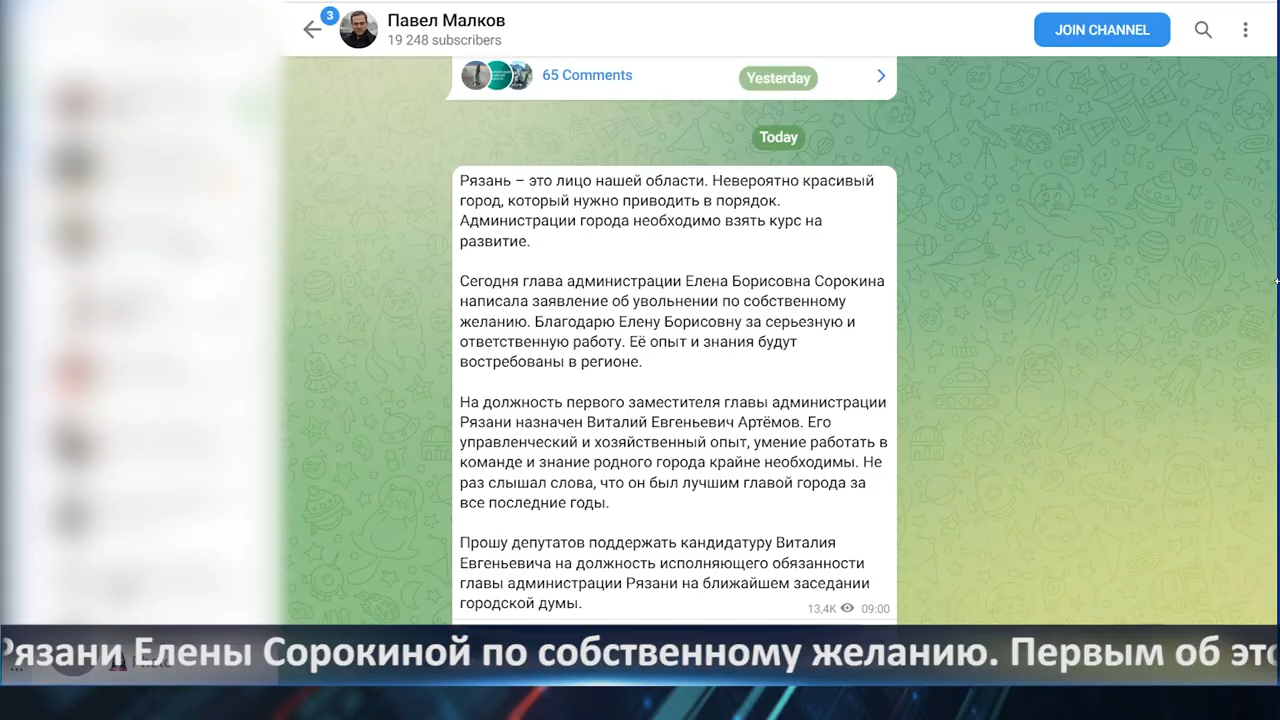 3
Павел Малков
19 248 subscribers
JOIN CHANNEL
65 Comments
Yesterday
Today
Рязань – это лицо нашей области. Невероятно красивый
город, который нужно приводить в порядок.
Администрации города необходимо взять курс на
развитие.
Сегодня глава администрации Елена Борисовна Сорокина
написала заявление об увольнении по собственному
желанию. Благодарю Елену Борисовну за серьезную и
ответственную работу. Её опыт и знания будут
востребованы в регионе.
На должность первого заместителя главы администрации
Рязани назначен Виталий Евгеньевич Артёмов. Его
управленческий и хозяйственный опыт, умение работать в
команде и знание родного города крайне необходимы. Не
раз слышал слова, что он был лучшим главой города за
все последние годы.
Прошу депутатов поддержать кандидатуру Виталия
Евгеньевича на должность исполняющего обязанности
главы администрации Рязани на ближайшем заседании
городской думы.
13,4K 09:00
Рязани Елены Сорокиной по собственному желанию. Первым об это